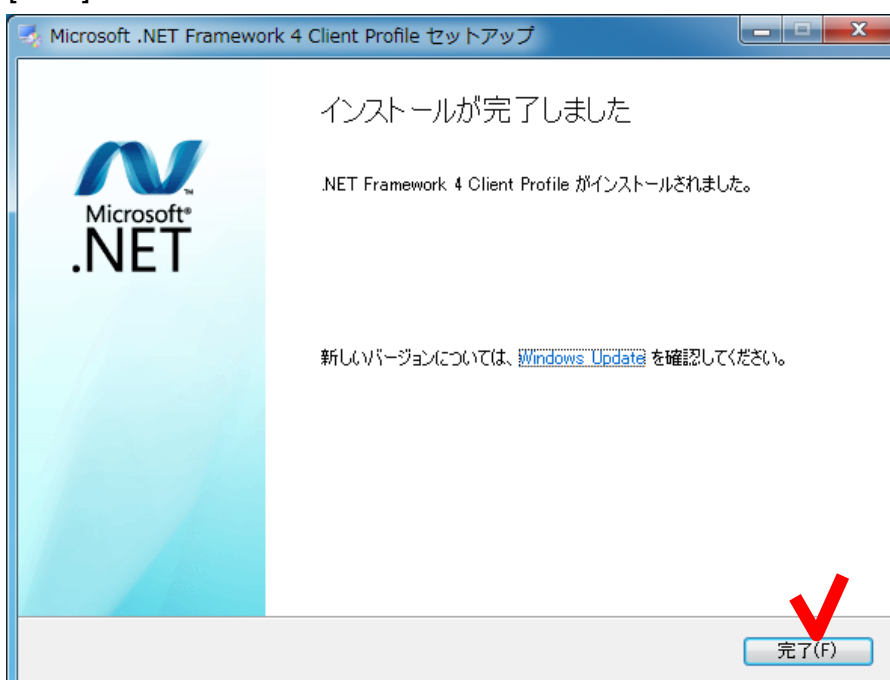 Microsoft .NET Framework 4 Client Profile セットアップ
インストールが完了しました
.NET Framework 4 Client Profile がインストールされました。
Microsoft®
.NET
新しいバージョンについては、Windows Update を確認してください。
完了(F)